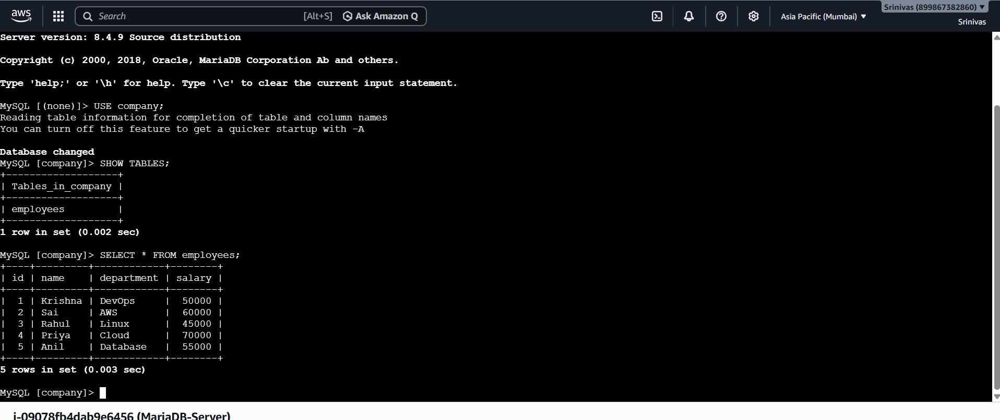 aws
Search [Alt+S] Ask Amazon Q
Asia Pacific (Mumbai) ▼
Srinivas (899867382860) ▼
Srinivas
Server version: 8.4.9 Source distribution
Copyright (c) 2000, 2018, Oracle, MariaDB Corporation Ab and others.
Type 'help;' or '\h' for help. Type '\c' to clear the current input statement.
MySQL [(none)]> USE company;
Reading table information for completion of table and column names
You can turn off this feature to get a quicker startup with -A
Database changed
MySQL [company]> SHOW TABLES;
+-------------------+
| Tables_in_company |
+-------------------+
| employees         |
+-------------------+
1 row in set (0.002 sec)
MySQL [company]> SELECT * FROM employees;
+----+---------+------------+--------+
| id | name    | department | salary |
+----+---------+------------+--------+
|  1 | Krishna | DevOps     |  50000 |
|  2 | Sai     | AWS        |  60000 |
|  3 | Rahul   | Linux      |  45000 |
|  4 | Priya   | Cloud      |  70000 |
|  5 | Anil    | Database   |  55000 |
+----+---------+------------+--------+
5 rows in set (0.003 sec)
MySQL [company]>
i-09078fb4dab9e6456 (MariaDB-Server)